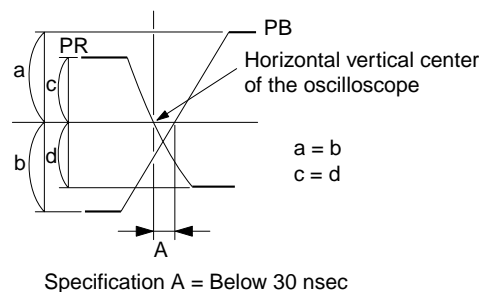 PB
PR
a
c
Horizontal vertical center
of the oscilloscope
b
d
a = b
c = d
A
Specification A = Below 30 nsec